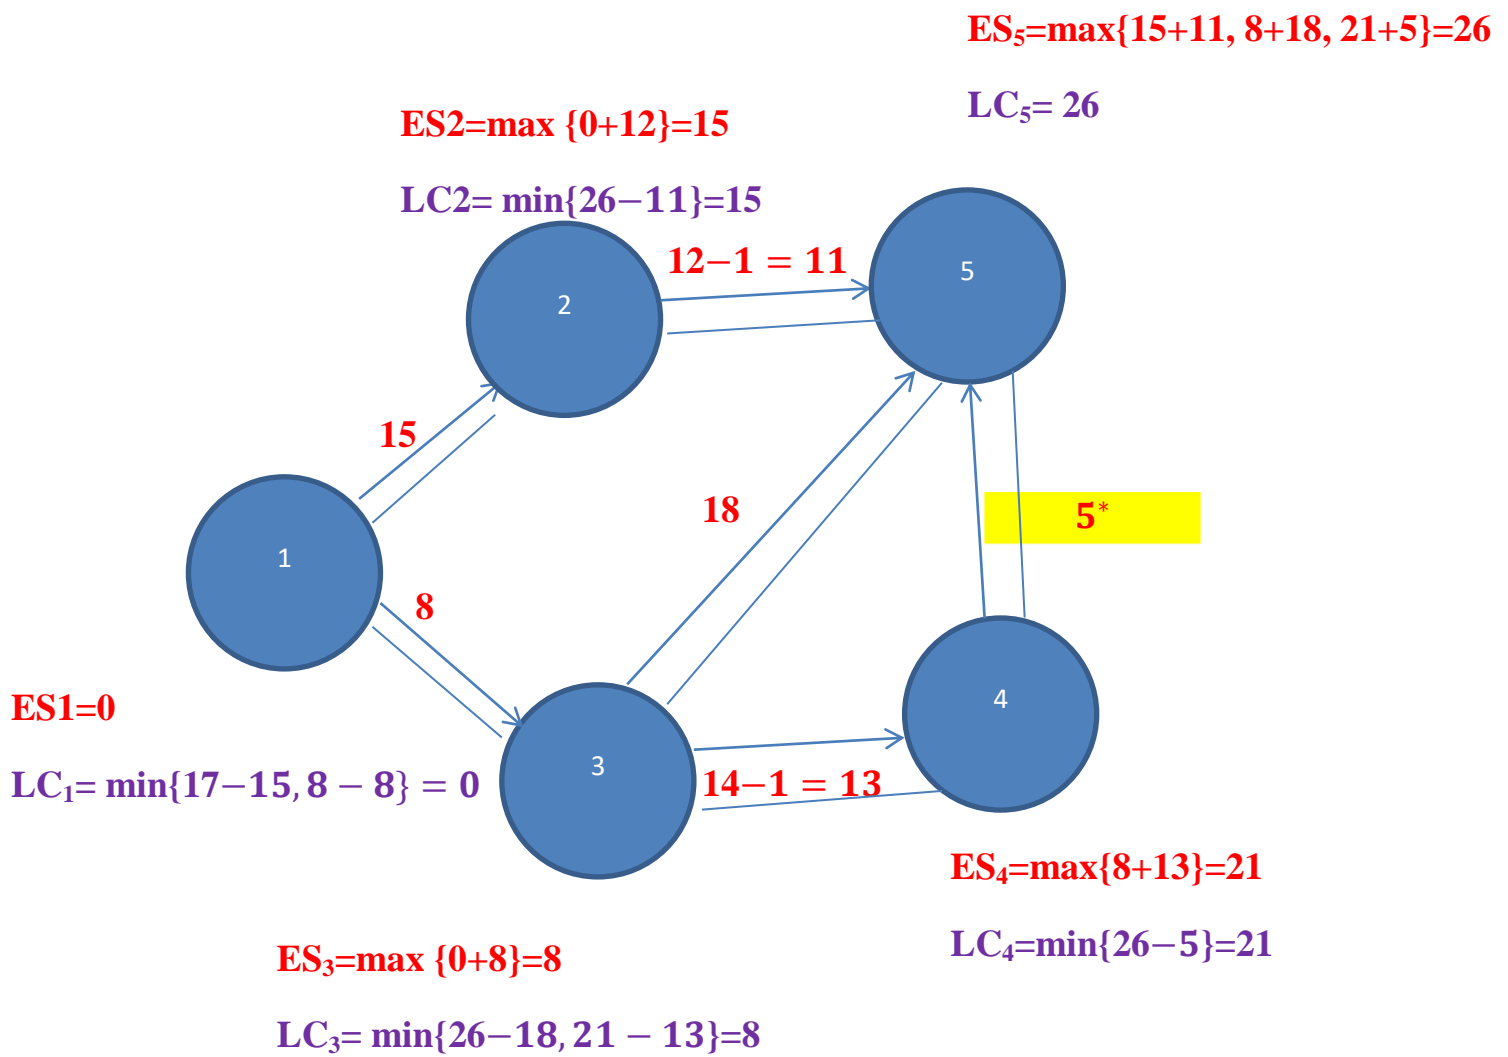 ES₅=max{15+11, 8+18, 21+5}=26
LC₅= 26
ES2=max {0+12}=15
LC2= min{26−11}=15
12−1 = 11
5
2
15
18
5*
1
8
ES1=0
LC₁= min{17−15, 8 − 8} = 0
4
3
14−1 = 13
ES₄=max{8+13}=21
LC₄=min{26−5}=21
ES₃=max {0+8}=8
LC₃= min{26−18, 21 − 13}=8